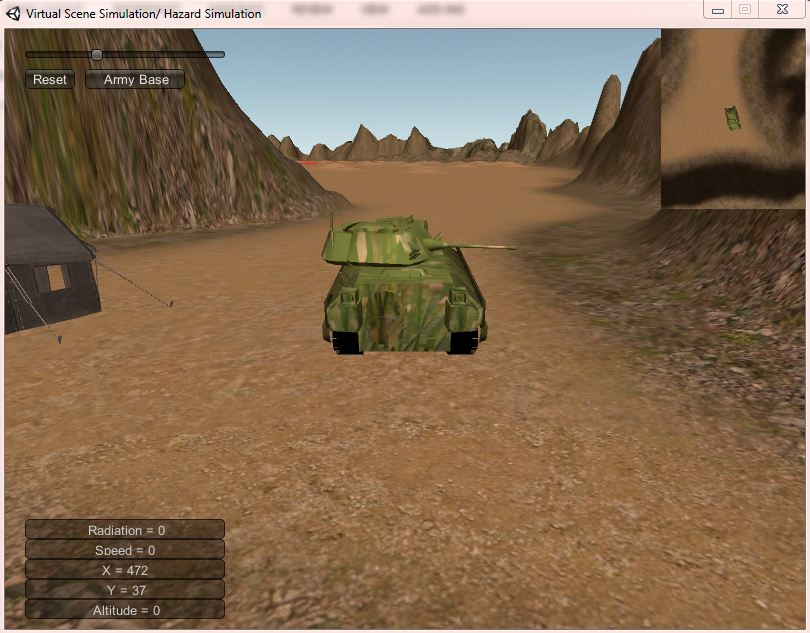 Virtual Scene Simulation/ Hazard Simulation
Reset
Army Base
Radiation = 0
Speed = 0
X = 472
Y = 37
Altitude = 0